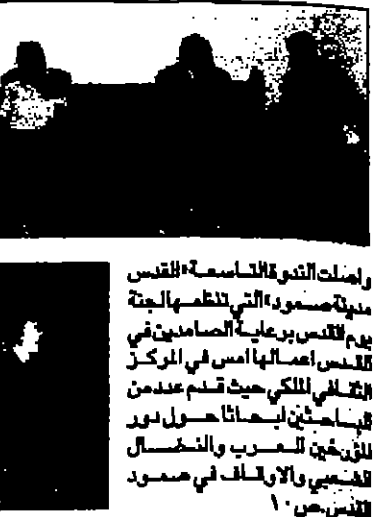 واصلت الندوة التاسعة «القدس
مدينة صمود» التي تنظمها لجنة
يوم القدس برعاية الصامدين في
القدس اعمالها امس في المركز
الثقافي الملكي حيث قدم عدد من
الباحثين ابحاثا حول دور
المؤرخين العرب والنضال
الشعبي والاوقاف في صمود
القدس. ص ١٠